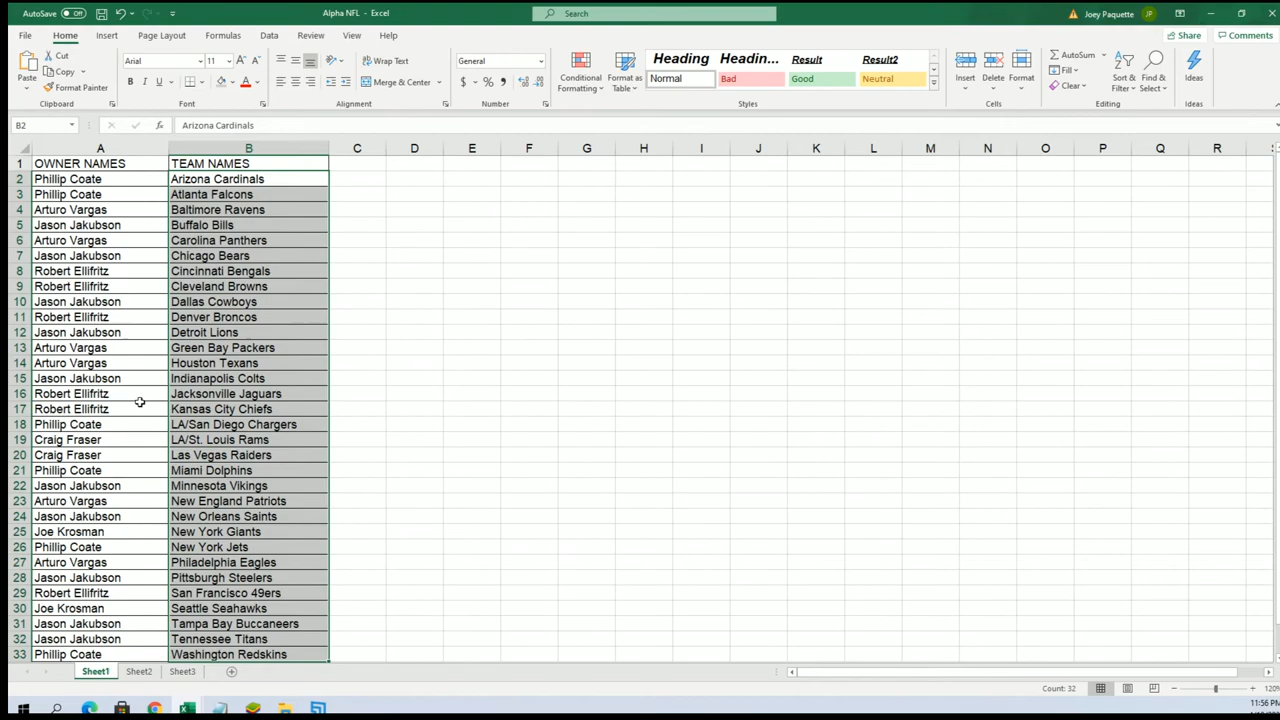 AutoSave Off Alpha NFL - Excel Search Joey Paquette JP
File Home Insert Page Layout Formulas Data Review View Help Share Comments
Paste Cut Copy Format Painter Clipboard
Arial 11 B I U Font
Wrap Text Merge & Center Alignment
General $ % Number
Conditional Formatting Format as Table
Heading Headin... Result Result2
Normal Bad Good Neutral
Styles
Insert Delete Format Cells
AutoSum Fill Clear Sort & Filter Find & Select Editing
Ideas Ideas
B2 fx Arizona Cardinals
A B C D E F G H I J K L M N O P Q R
1 OWNER NAMES TEAM NAMES
2 Phillip Coate Arizona Cardinals
3 Phillip Coate Atlanta Falcons
4 Arturo Vargas Baltimore Ravens
5 Jason Jakubson Buffalo Bills
6 Arturo Vargas Carolina Panthers
7 Jason Jakubson Chicago Bears
8 Robert Ellifritz Cincinnati Bengals
9 Robert Ellifritz Cleveland Browns
10 Jason Jakubson Dallas Cowboys
11 Robert Ellifritz Denver Broncos
12 Jason Jakubson Detroit Lions
13 Arturo Vargas Green Bay Packers
14 Arturo Vargas Houston Texans
15 Jason Jakubson Indianapolis Colts
16 Robert Ellifritz Jacksonville Jaguars
17 Robert Ellifritz Kansas City Chiefs
18 Phillip Coate LA/San Diego Chargers
19 Craig Fraser LA/St. Louis Rams
20 Craig Fraser Las Vegas Raiders
21 Phillip Coate Miami Dolphins
22 Jason Jakubson Minnesota Vikings
23 Arturo Vargas New England Patriots
24 Jason Jakubson New Orleans Saints
25 Joe Krosman New York Giants
26 Phillip Coate New York Jets
27 Arturo Vargas Philadelphia Eagles
28 Jason Jakubson Pittsburgh Steelers
29 Robert Ellifritz San Francisco 49ers
30 Joe Krosman Seattle Seahawks
31 Jason Jakubson Tampa Bay Buccaneers
32 Jason Jakubson Tennessee Titans
33 Phillip Coate Washington Redskins
Sheet1 Sheet2 Sheet3
Count: 32 120%
11:56 PM